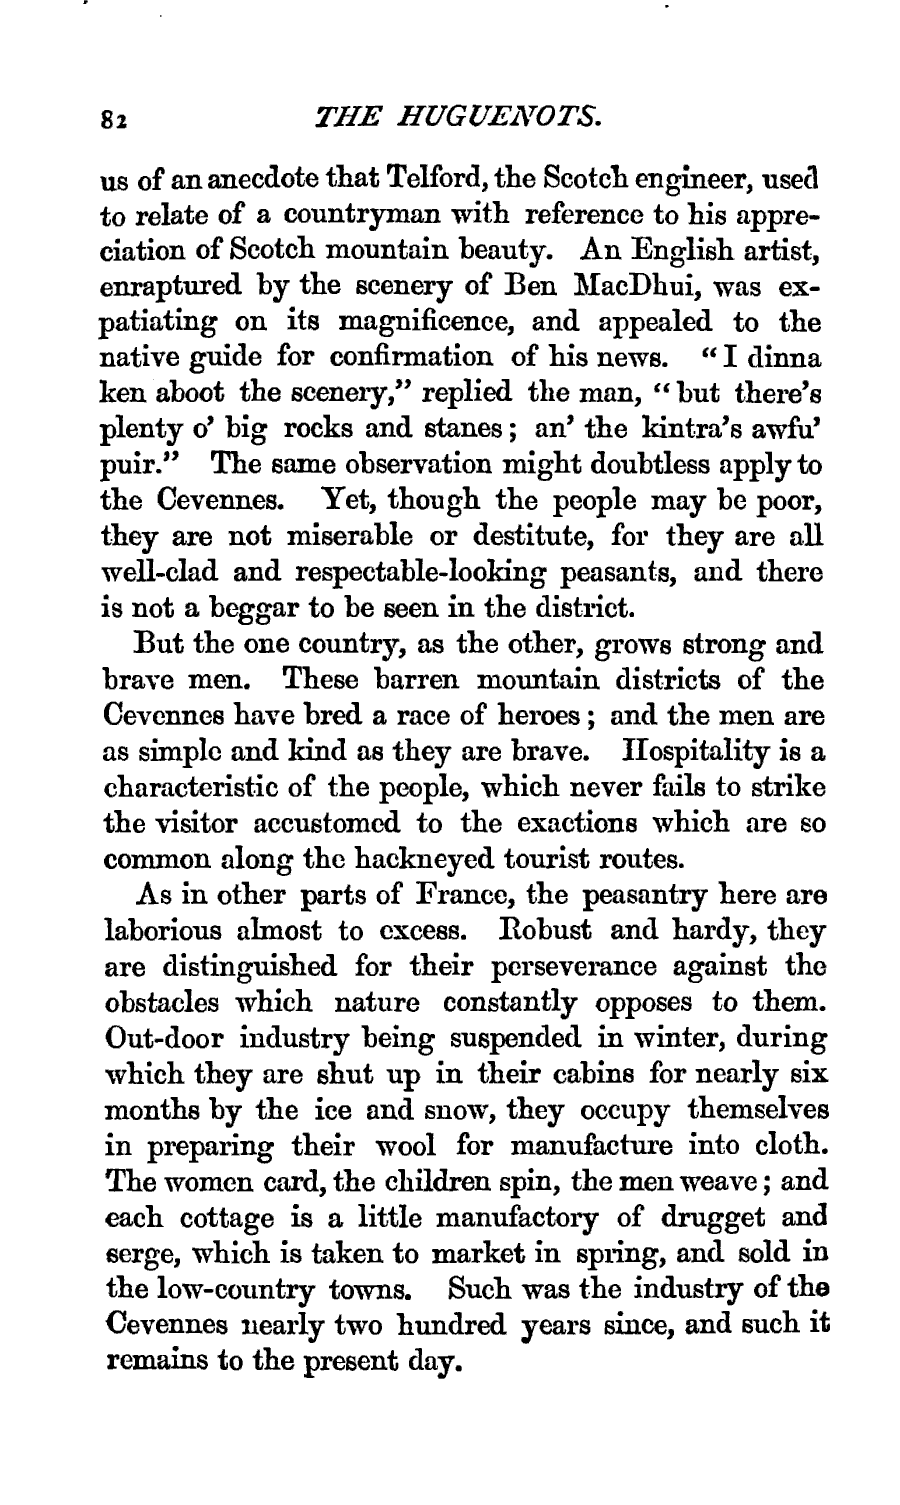 82 THE HUGUENOTS.
us of an anecdote that Telford, the Scotch engineer, used
to relate of a countryman with reference to his appre-
ciation of Scotch mountain beauty. An English artist,
enraptured by the scenery of Ben MacDhui, was ex-
patiating on its magnificence, and appealed to the
native guide for confirmation of his news. “I dinna
ken aboot the scenery,” replied the man, “but there’s
plenty o’ big rocks and stanes; an’ the kintra’s awfu’
puir.” The same observation might doubtless apply to
the Cevennes. Yet, though the people may be poor,
they are not miserable or destitute, for they are all
well-clad and respectable-looking peasants, and there
is not a beggar to be seen in the district.
But the one country, as the other, grows strong and
brave men. These barren mountain districts of the
Cevennes have bred a race of heroes; and the men are
as simple and kind as they are brave. Hospitality is a
characteristic of the people, which never fails to strike
the visitor accustomed to the exactions which are so
common along the hackneyed tourist routes.
As in other parts of France, the peasantry here are
laborious almost to excess. Robust and hardy, they
are distinguished for their perseverance against the
obstacles which nature constantly opposes to them.
Out-door industry being suspended in winter, during
which they are shut up in their cabins for nearly six
months by the ice and snow, they occupy themselves
in preparing their wool for manufacture into cloth.
The women card, the children spin, the men weave; and
each cottage is a little manufactory of drugget and
serge, which is taken to market in spring, and sold in
the low-country towns. Such was the industry of the
Cevennes nearly two hundred years since, and such it
remains to the present day.